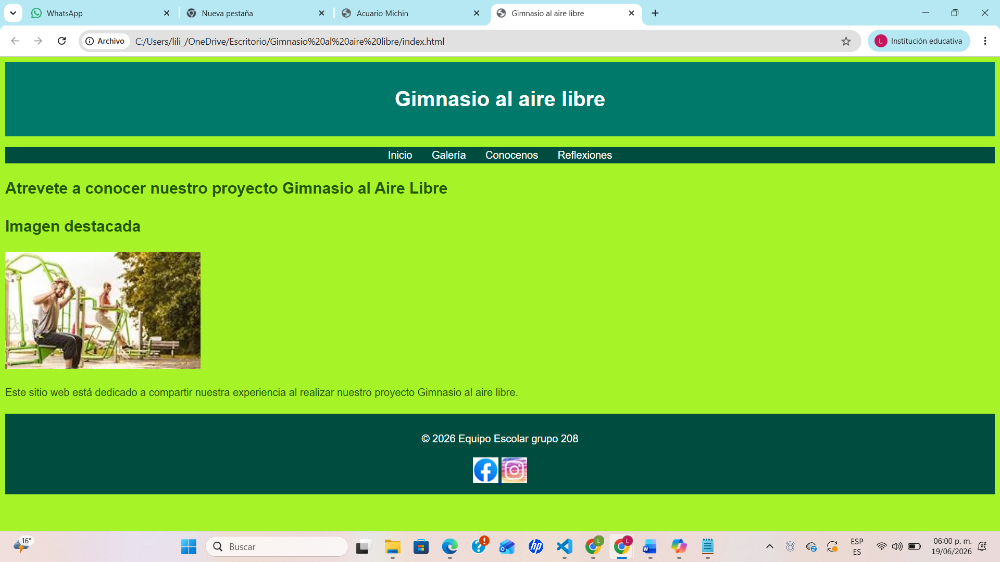 WhatsApp
Nueva pestaña
Acuario Michin
Gimnasio al aire libre
Archivo
C:/Users/lili_/OneDrive/Escritorio/Gimnasio%20al%20aire%20libre/index.html
L
Institución educativa
Gimnasio al aire libre
Inicio Galería Conocenos Reflexiones
Atrevete a conocer nuestro proyecto Gimnasio al Aire Libre
Imagen destacada
Este sitio web está dedicado a compartir nuestra experiencia al realizar nuestro proyecto Gimnasio al aire libre.
© 2026 Equipo Escolar grupo 208
16°
Buscar
hp
L
L
ESP
ES
06:00 p. m.
19/06/2026